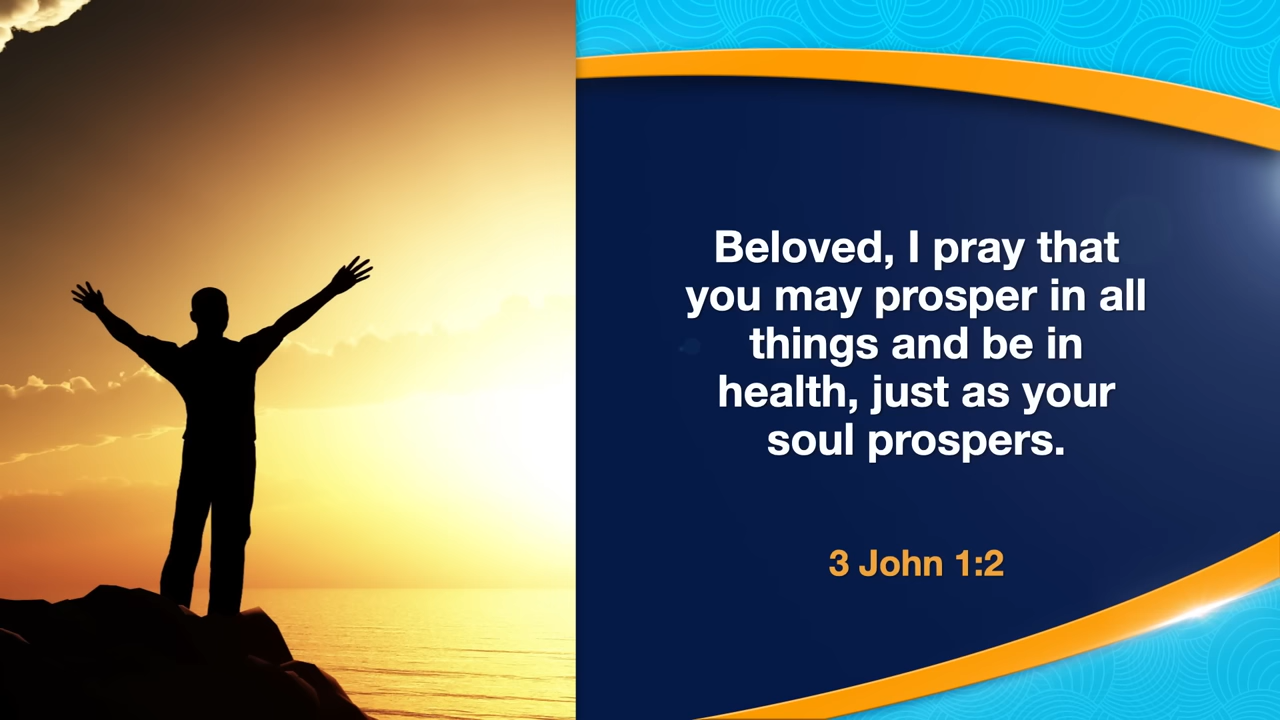 Beloved, I pray that
you may prosper in all
things and be in
health, just as your
soul prospers.
3 John 1:2